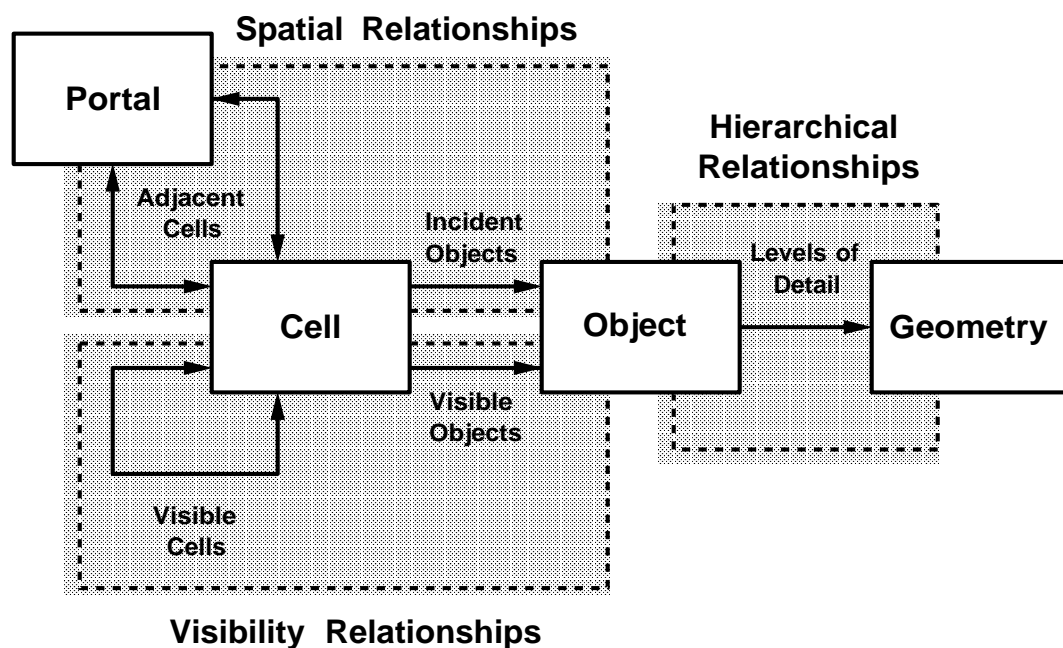 Spatial Relationships
Portal
Hierarchical
Relationships
Adjacent
Cells
Incident
Objects
Levels of
Detail
Cell
Object
Geometry
Visible
Objects
Visible
Cells
Visibility Relationships